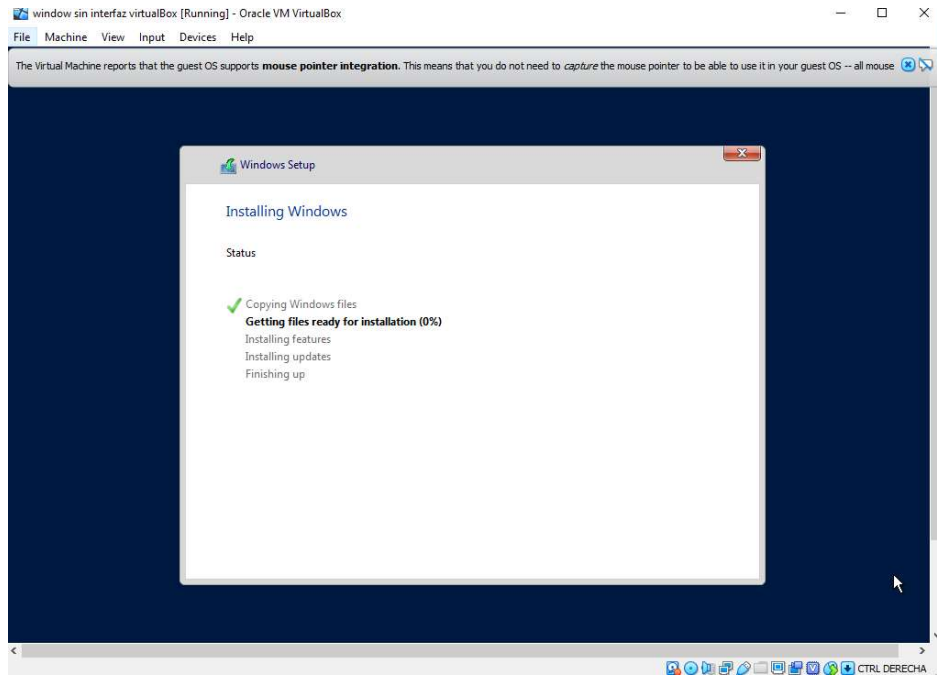 window sin interfaz virtualBox [Running] - Oracle VM VirtualBox
File Machine View Input Devices Help
The Virtual Machine reports that the guest OS supports mouse pointer integration. This means that you do not need to capture the mouse pointer to be able to use it in your guest OS -- all mouse
Windows Setup
Installing Windows
Status
Copying Windows files
Getting files ready for installation (0%)
Installing features
Installing updates
Finishing up
CTRL DERECHA